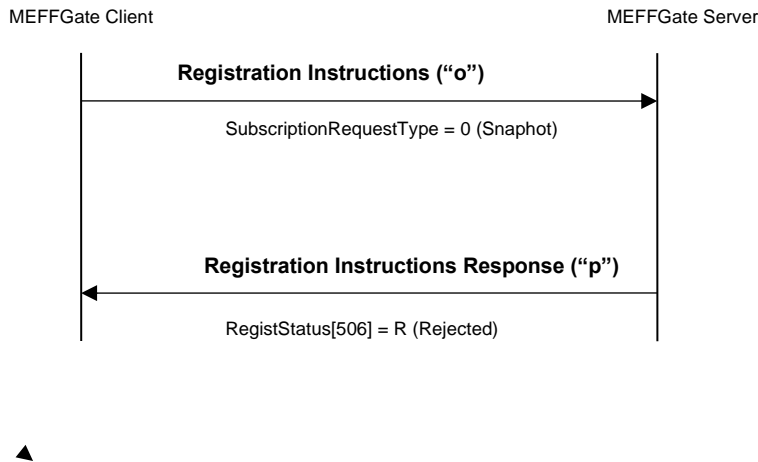 MEFFGate Client
MEFFGate Server
Registration Instructions (“o”)
SubscriptionRequestType = 0 (Snaphot)
Registration Instructions Response (“p”)
RegistStatus[506] = R (Rejected)